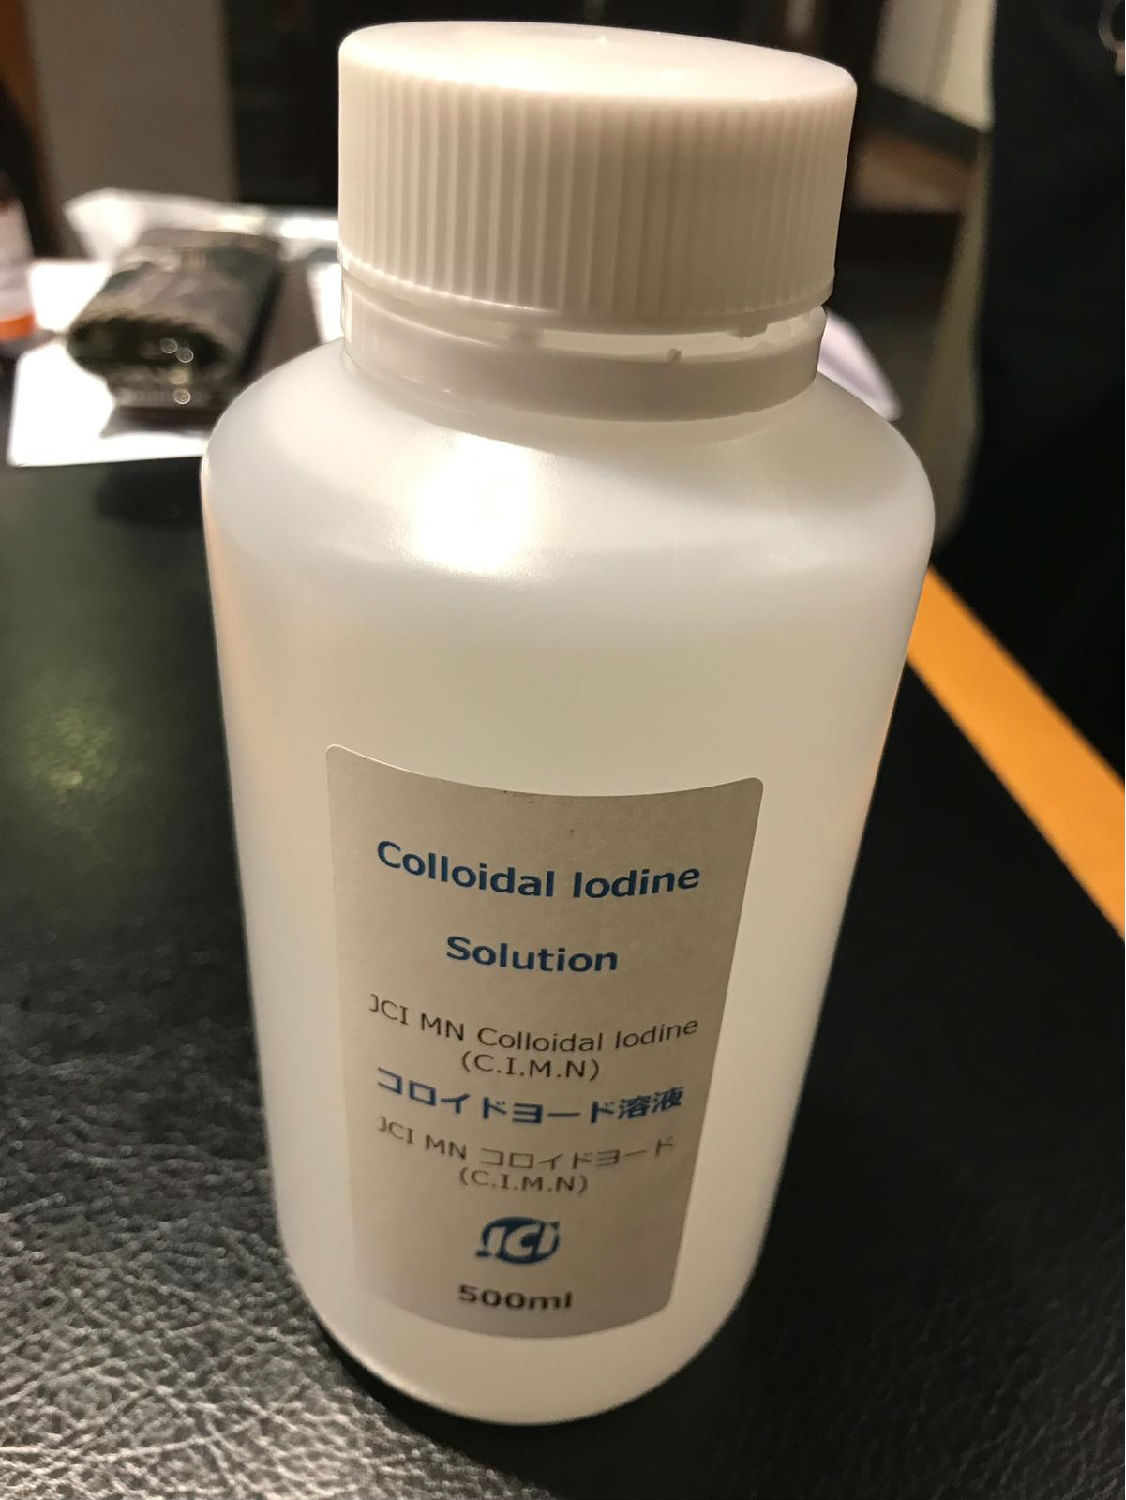 Colloidal Iodine
Solution
JCI MN Colloidal Iodine
(C.I.M.N)
コロイドヨード溶液
JCI MN コロイドヨード
(C.I.M.N)
JCi
500ml